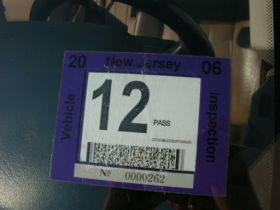 20 New Jersey 06
Vehicle
12
PASS
Inspection
Nº 0000262